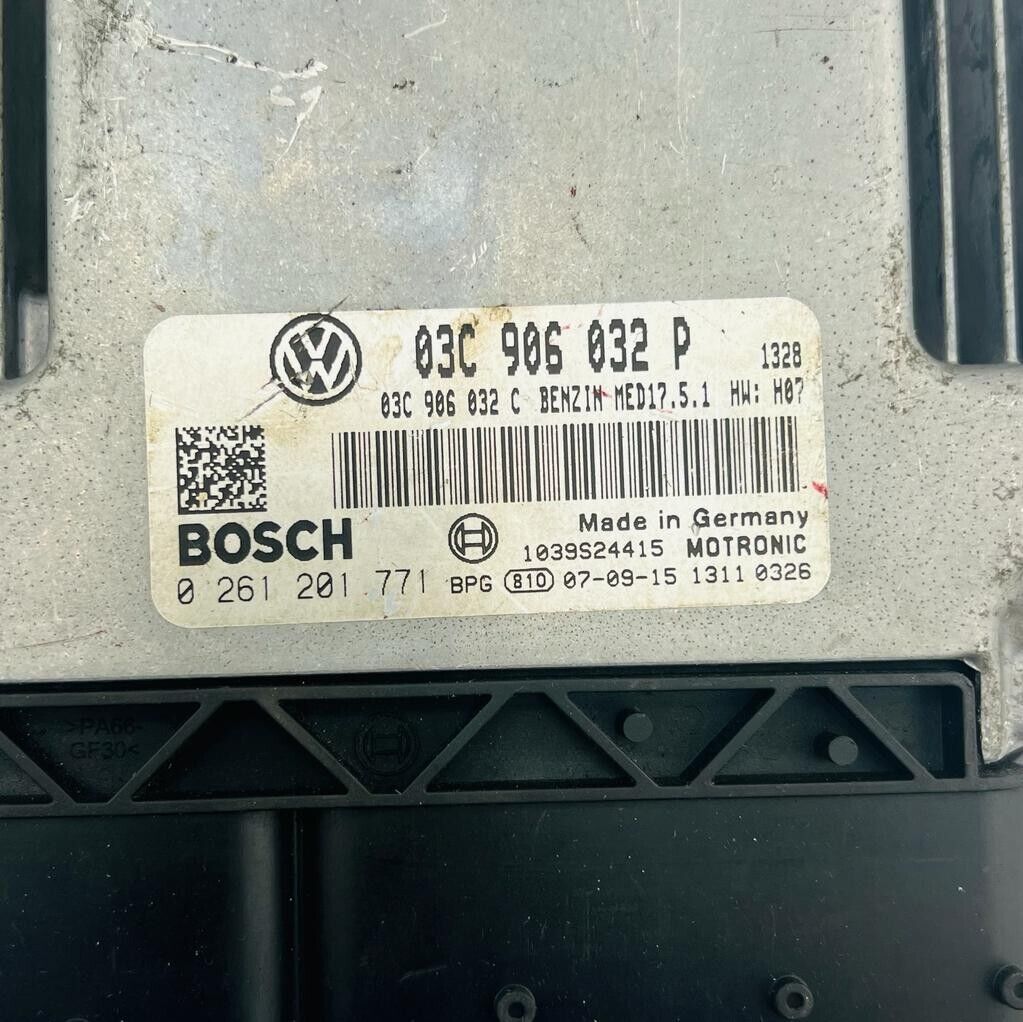 03C 906 032 P 1328
03C 906 032 C BENZIN MED17.5.1 HW: H07
BOSCH
Made in Germany
1039S24415 MOTRONIC
0 261 201 771 BPG 810 07-09-15 1311 0326
>PA66-
GF30<